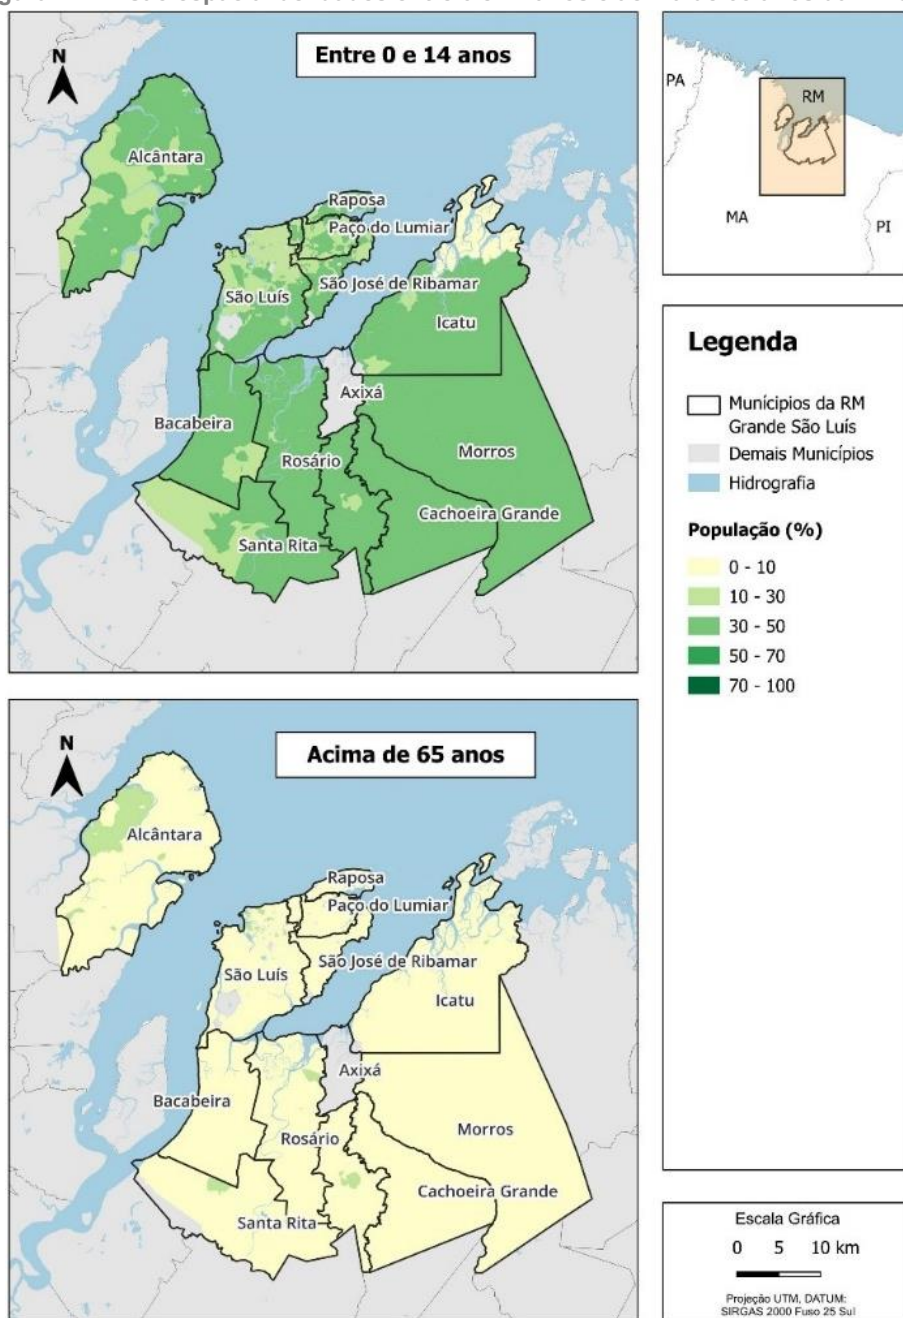 Entre 0 e 14 anos
N
Alcântara
Raposa
Paço do Lumiar
São José de Ribamar
São Luís
Icatu
Axixá
Bacabeira
Rosário
Morros
Cachoeira Grande
Santa Rita
PA
RM
MA
PI
Legenda
Municípios da RM
Grande São Luís
Demais Municípios
Hidrografia
População (%)
0 - 10
10 - 30
30 - 50
50 - 70
70 - 100
Acima de 65 anos
N
Alcântara
Raposa
Paço do Lumiar
São José de Ribamar
São Luís
Icatu
Axixá
Bacabeira
Rosário
Morros
Cachoeira Grande
Santa Rita
Escala Gráfica
0 5 10 km
Projeção UTM, DATUM:
SIRGAS 2000 Fuso 25 Sul